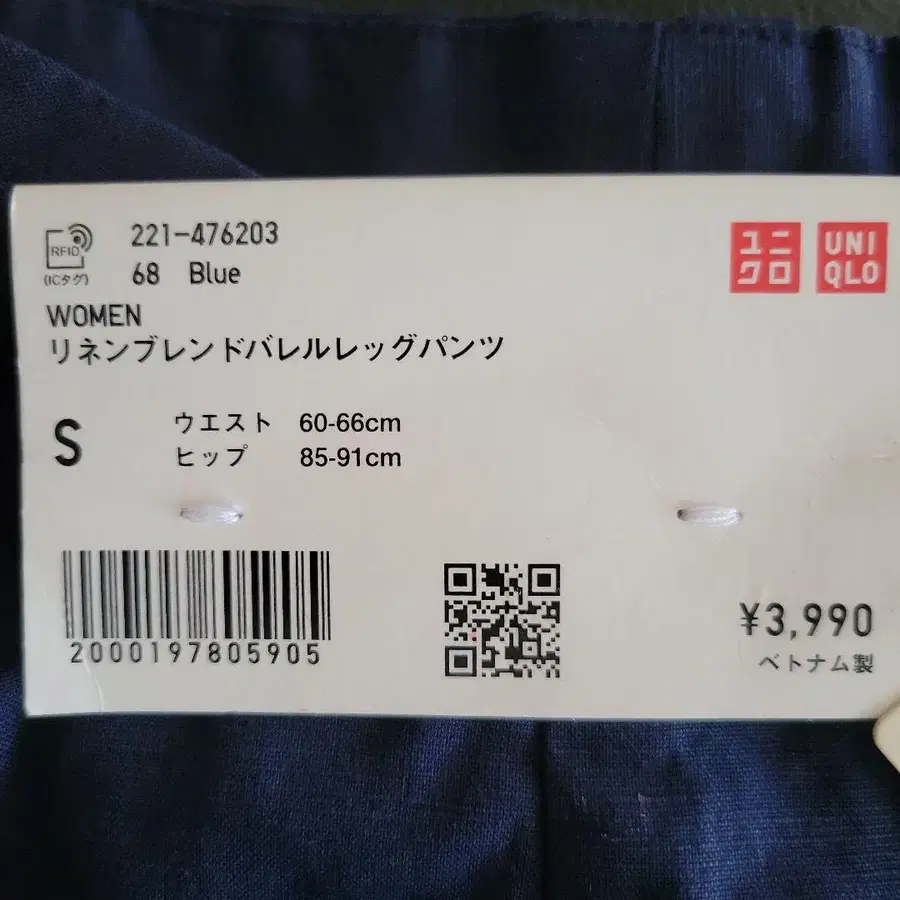 RFID
(ICタグ)
221-476203
68 Blue
ユニクロ
UNIQLO
WOMEN
リネンブレンドバレルレッグパンツ
S
ウエスト 60-66cm
ヒップ 85-91cm
2000197805905
¥3,990
ベトナム製